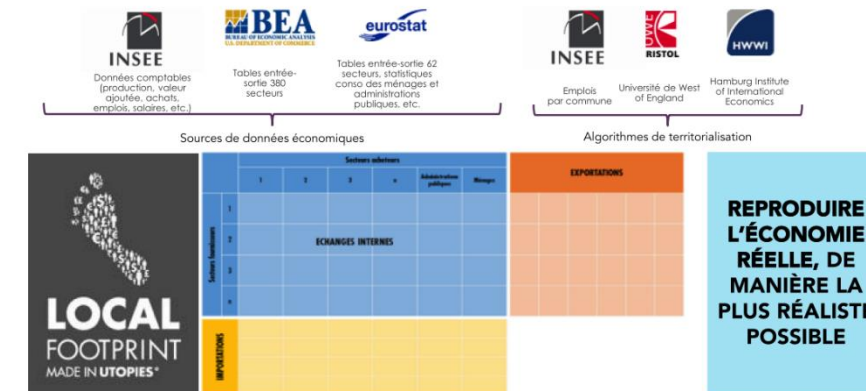 INSEE
Données comptables
(production, valeur
ajoutée, achats,
emplois, salaires, etc.)
BEA
BUREAU OF ECONOMIC ANALYSIS
U.S. DEPARTMENT OF COMMERCE
Tables entrée-
sortie 380
secteurs
eurostat
Tables entrée-sortie 62
secteurs, statistiques
conso des ménages et
administrations
publiques, etc.
INSEE
Emplois
par commune
UWE
RISTOL
Université de West
of England
HWWI
Hamburg Institute
of International
Economics
Sources de données économiques
Algorithmes de territorialisation
LOCAL
FOOTPRINT
MADE IN UTOPIES®
Secteurs acheteurs
1
2
3
n
Administrations
publiques
Ménages
Secteurs fournisseurs
1
2
3
n
ECHANGES INTERNES
EXPORTATIONS
IMPORTATIONS
REPRODUIRE
L'ÉCONOMIE
RÉELLE, DE
MANIÈRE LA
PLUS RÉALISTE
POSSIBLE